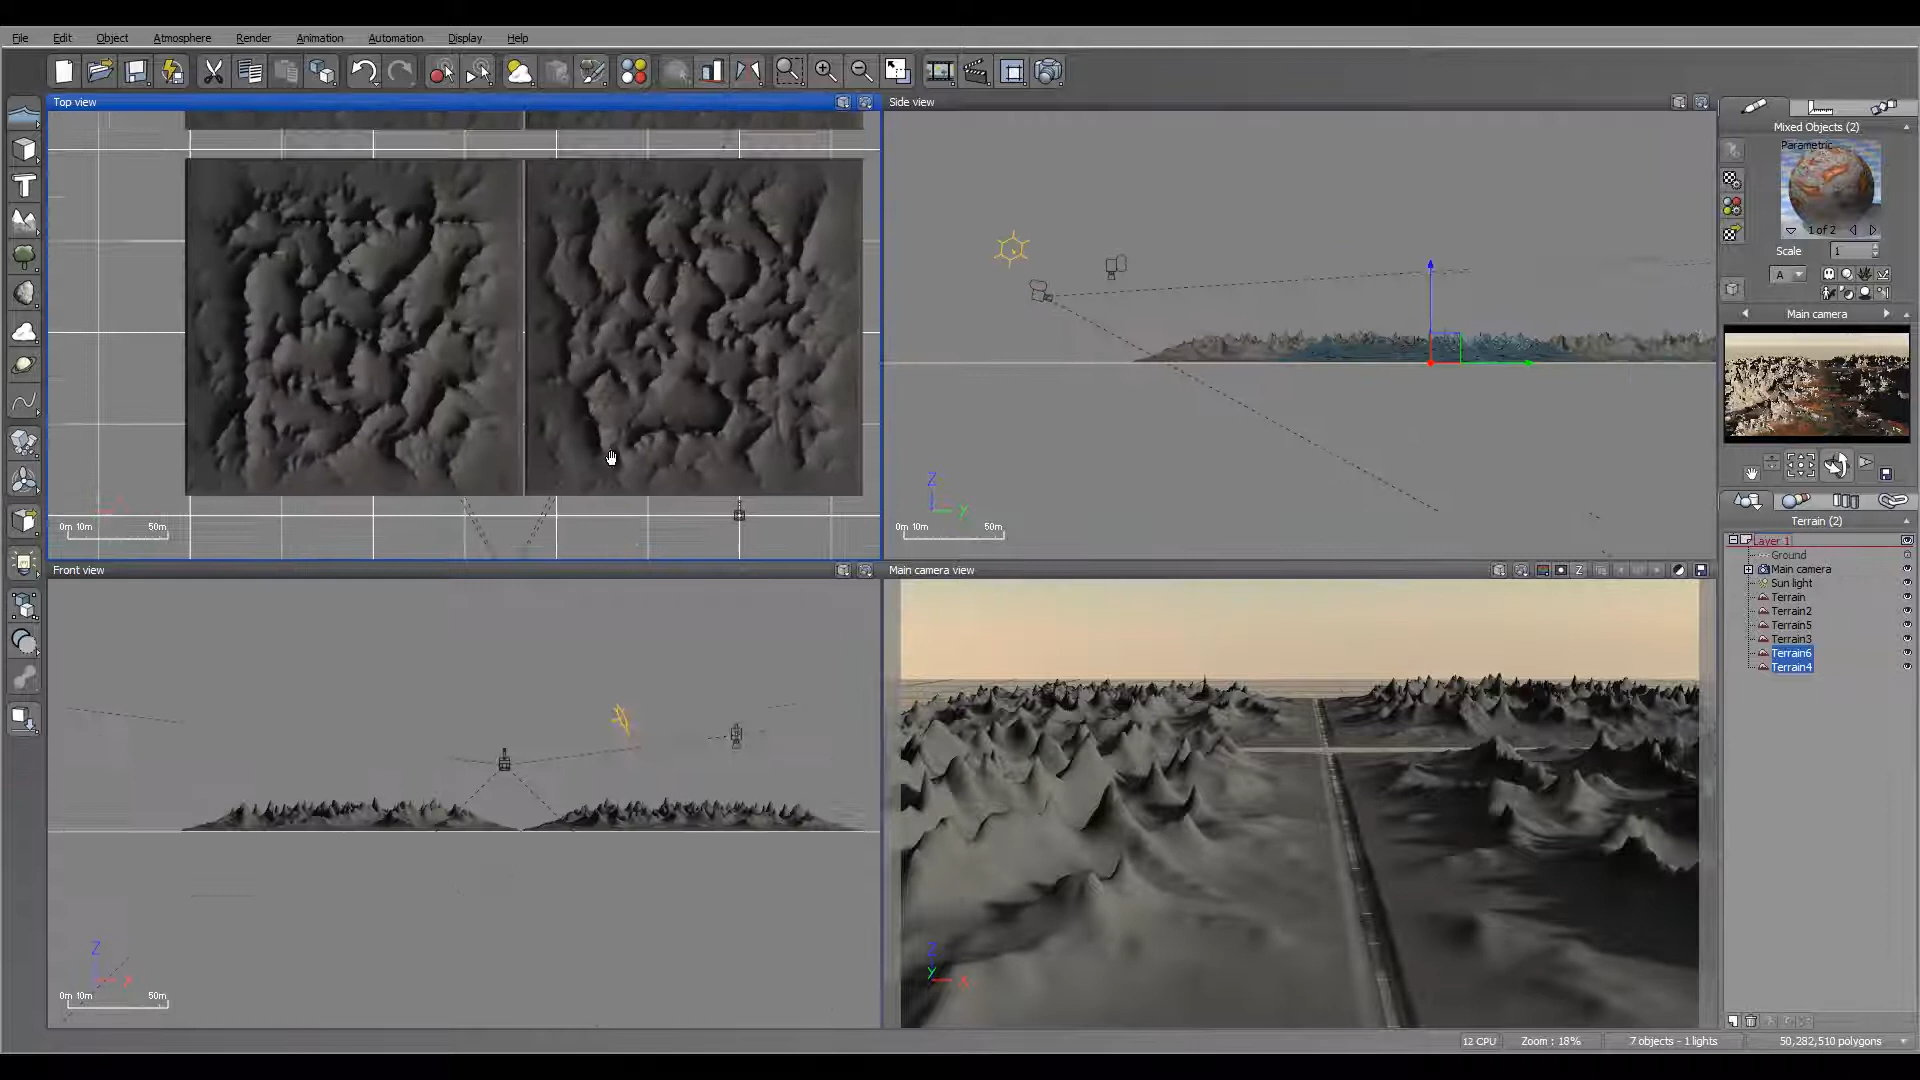 File Edit Object Atmosphere Render Animation Automation Display Help
Top view
Side view
Mixed Objects (2)
Parametric
1 of 2
Scale 1
A
Main camera
Z
y
0m 10m 50m
0m 10m 50m
Terrain (2)
Layer 1
Ground
Main camera
Sun light
Terrain
Terrain2
Terrain5
Terrain3
Terrain6
Terrain4
Front view
Main camera view
Z
Z
X
0m 10m 50m
Z
y
X
12 CPU Zoom : 18% 7 objects - 1 lights 50,282,510 polygons